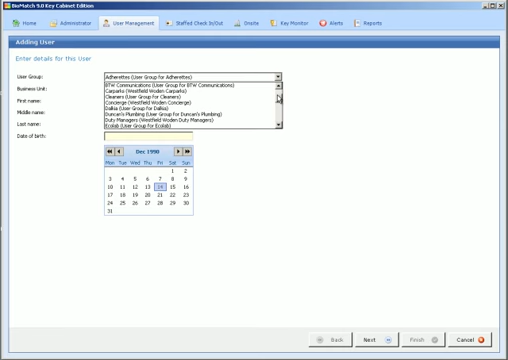 BioMatch 9.0 Key Cabinet Edition
Home Administrator User Management Staffed Check In/Out Onsite Key Monitor Alerts Reports
Adding User
Enter details for this User
User Group: Adherettes (User Group for Adherettes)
BTW Communications (User Group for BTW Communications)
Business Unit:
Carparks (Westfield Woden-Carparks)
Cleaners (User Group for Cleaners)
First name:
Concierge (Westfield Woden-Concierge)
Dallia (User Group for Dallia)
Middle name:
Duncan's Plumbing (User Group for Duncan's Plumbing)
Duty Managers (Westfield Woden-Duty Managers)
Last name:
Ecolab (User Group for Ecolab)
Date of birth:
Dec 1990
Mon Tue Wed Thu Fri Sat Sun
1 2
3 4 5 6 7 8 9
10 11 12 13 14 15 16
17 18 19 20 21 22 23
24 25 26 27 28 29 30
31
Back Next Finish Cancel